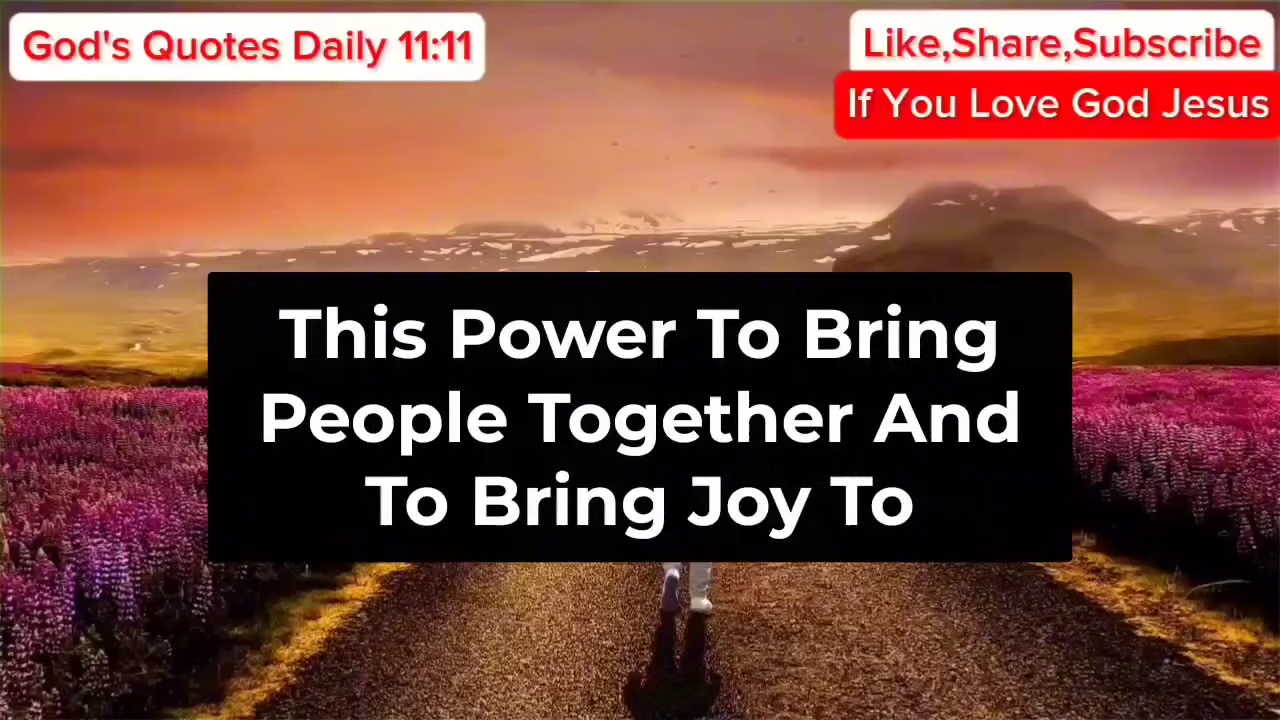 God's Quotes Daily 11:11
Like,Share,Subscribe
If You Love God Jesus
This Power To Bring
People Together And
To Bring Joy To